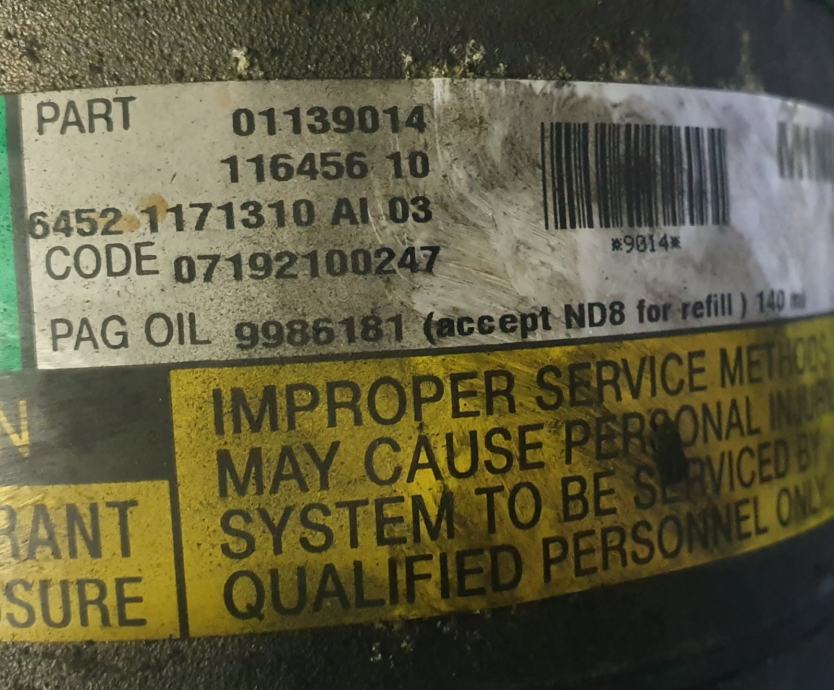 PART 01139014
116456 10
6452 1171310 AI 03
CODE 07192100247
*9014*
PAG OIL 9986181 (accept ND8 for refill ) 140 ml
IMPROPER SERVICE METHODS
MAY CAUSE PERSONAL INJUR
SYSTEM TO BE SERVICED BY
QUALIFIED PERSONNEL ONLY
N
RANT
SURE